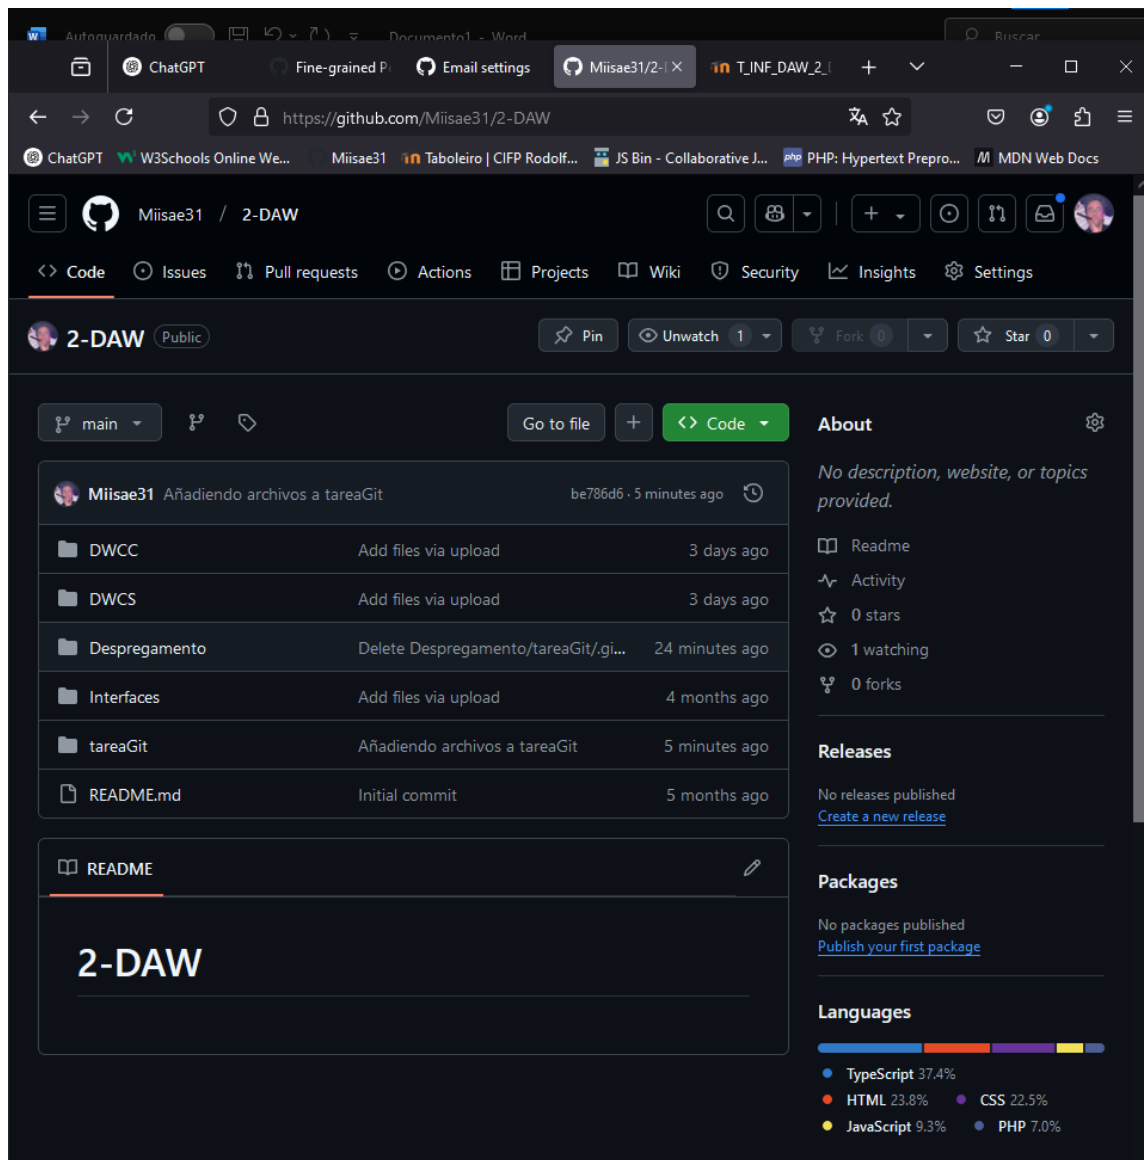 Autoguardado Documento1 - Word Buscar
ChatGPT Fine-grained P Email settings Miisae31/2- T_INF_DAW_2_
https://github.com/Miisae31/2-DAW
ChatGPT W3Schools Online We... Miisae31 Taboleiro | CIFP Rodolf... JS Bin - Collaborative J... php PHP: Hypertext Prepro... MDN Web Docs
Miisae31 / 2-DAW
Code Issues Pull requests Actions Projects Wiki Security Insights Settings
2-DAW Public Pin Unwatch 1 Fork 0 Star 0
main Go to file Code
Miisae31 Añadiendo archivos a tareaGit be786d6 · 5 minutes ago
DWCC Add files via upload 3 days ago
DWCS Add files via upload 3 days ago
Despregamento Delete Despregamento/tareaGit/.gi... 24 minutes ago
Interfaces Add files via upload 4 months ago
tareaGit Añadiendo archivos a tareaGit 5 minutes ago
README.md Initial commit 5 months ago
README
2-DAW
About
No description, website, or topics
provided.
Readme
Activity
0 stars
1 watching
0 forks
Releases
No releases published
Create a new release
Packages
No packages published
Publish your first package
Languages
TypeScript 37.4%
HTML 23.8% CSS 22.5%
JavaScript 9.3% PHP 7.0%